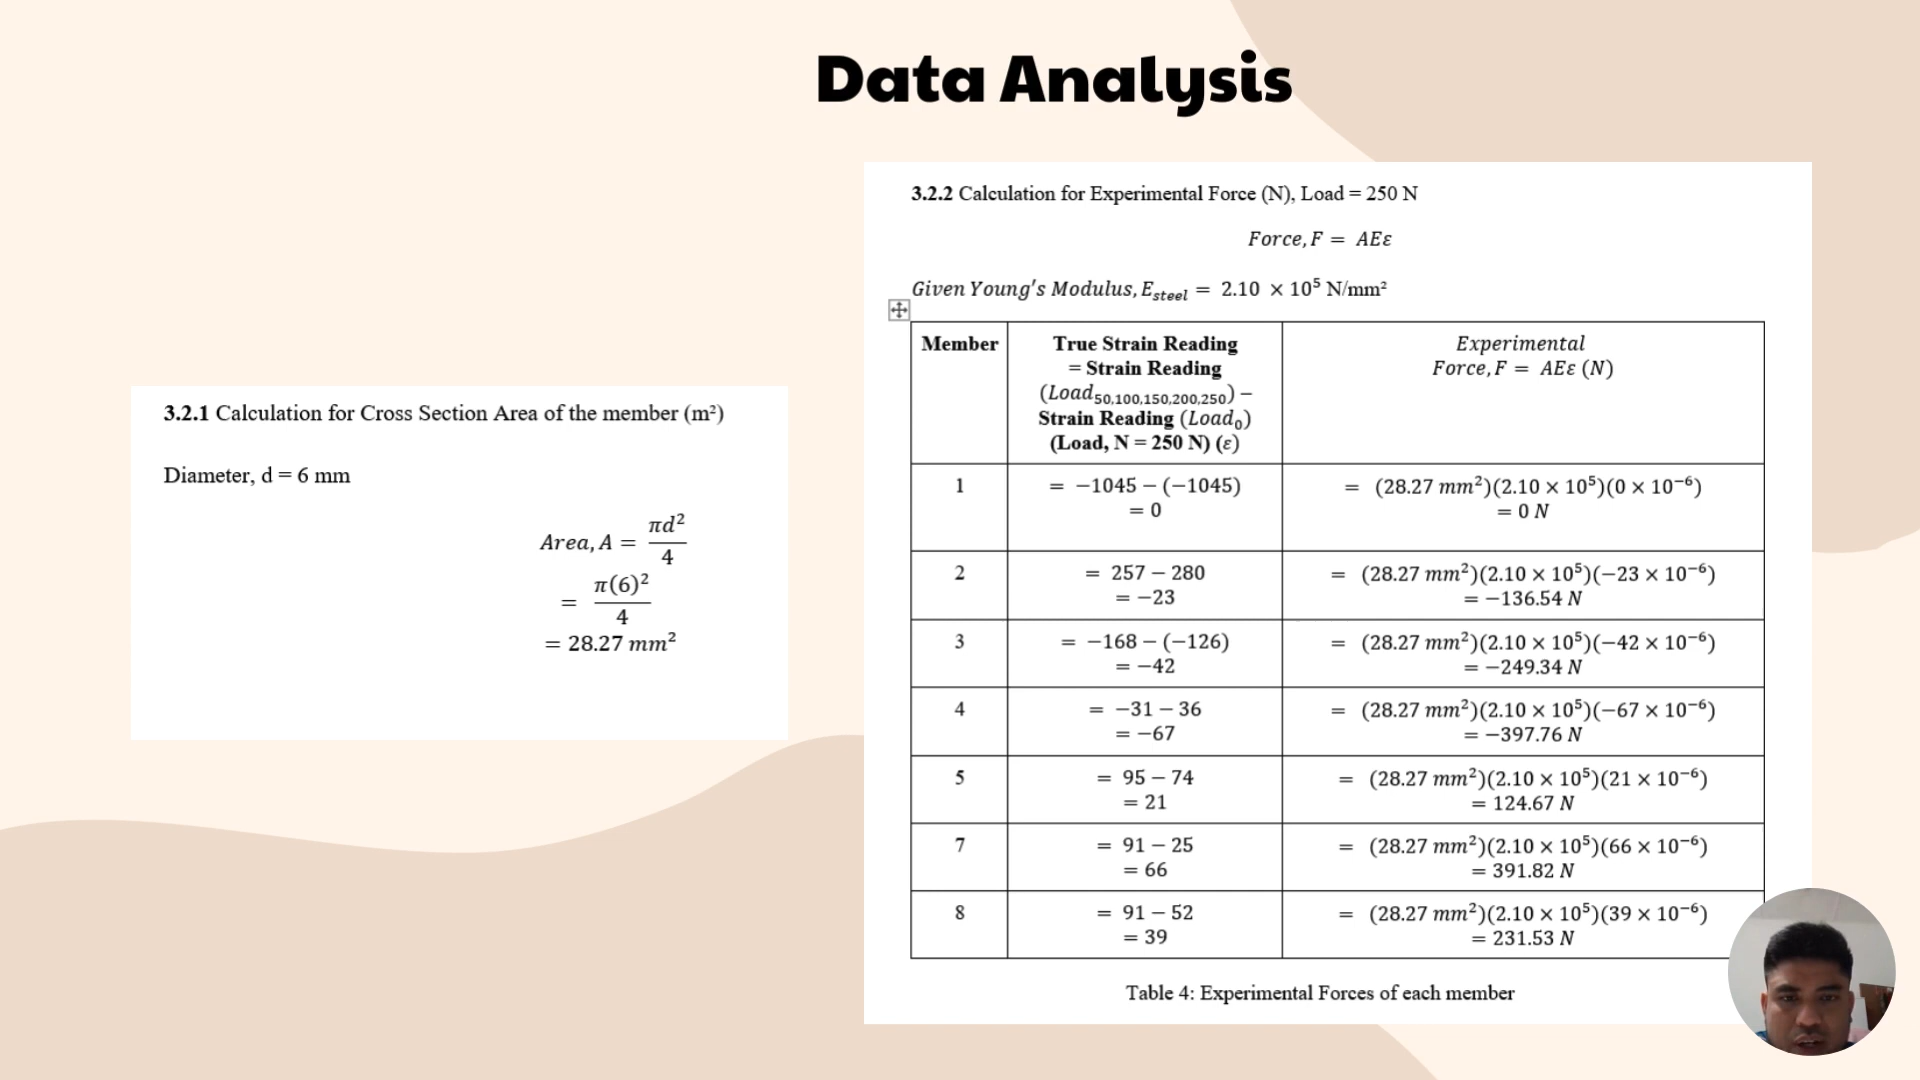 Data Analysis
3.2.1 Calculation for Cross Section Area of the member (m²)
Diameter, d = 6 mm
Area, A = πd²/4
= π(6)²/4
= 28.27 mm²
3.2.2 Calculation for Experimental Force (N), Load = 250 N
Force, F = AEε
Given Young's Modulus, E_steel = 2.10 × 10⁵ N/mm²
Member
True Strain Reading
= Strain Reading
(Load₅₀,₁₀₀,₁₅₀,₂₀₀,₂₅₀) −
Strain Reading (Load₀)
(Load, N = 250 N) (ε)
Experimental
Force, F = AEε (N)
1
= −1045 − (−1045)
= 0
= (28.27 mm²)(2.10 × 10⁵)(0 × 10⁻⁶)
= 0 N
2
= 257 − 280
= −23
= (28.27 mm²)(2.10 × 10⁵)(−23 × 10⁻⁶)
= −136.54 N
3
= −168 − (−126)
= −42
= (28.27 mm²)(2.10 × 10⁵)(−42 × 10⁻⁶)
= −249.34 N
4
= −31 − 36
= −67
= (28.27 mm²)(2.10 × 10⁵)(−67 × 10⁻⁶)
= −397.76 N
5
= 95 − 74
= 21
= (28.27 mm²)(2.10 × 10⁵)(21 × 10⁻⁶)
= 124.67 N
7
= 91 − 25
= 66
= (28.27 mm²)(2.10 × 10⁵)(66 × 10⁻⁶)
= 391.82 N
8
= 91 − 52
= 39
= (28.27 mm²)(2.10 × 10⁵)(39 × 10⁻⁶)
= 231.53 N
Table 4: Experimental Forces of each member